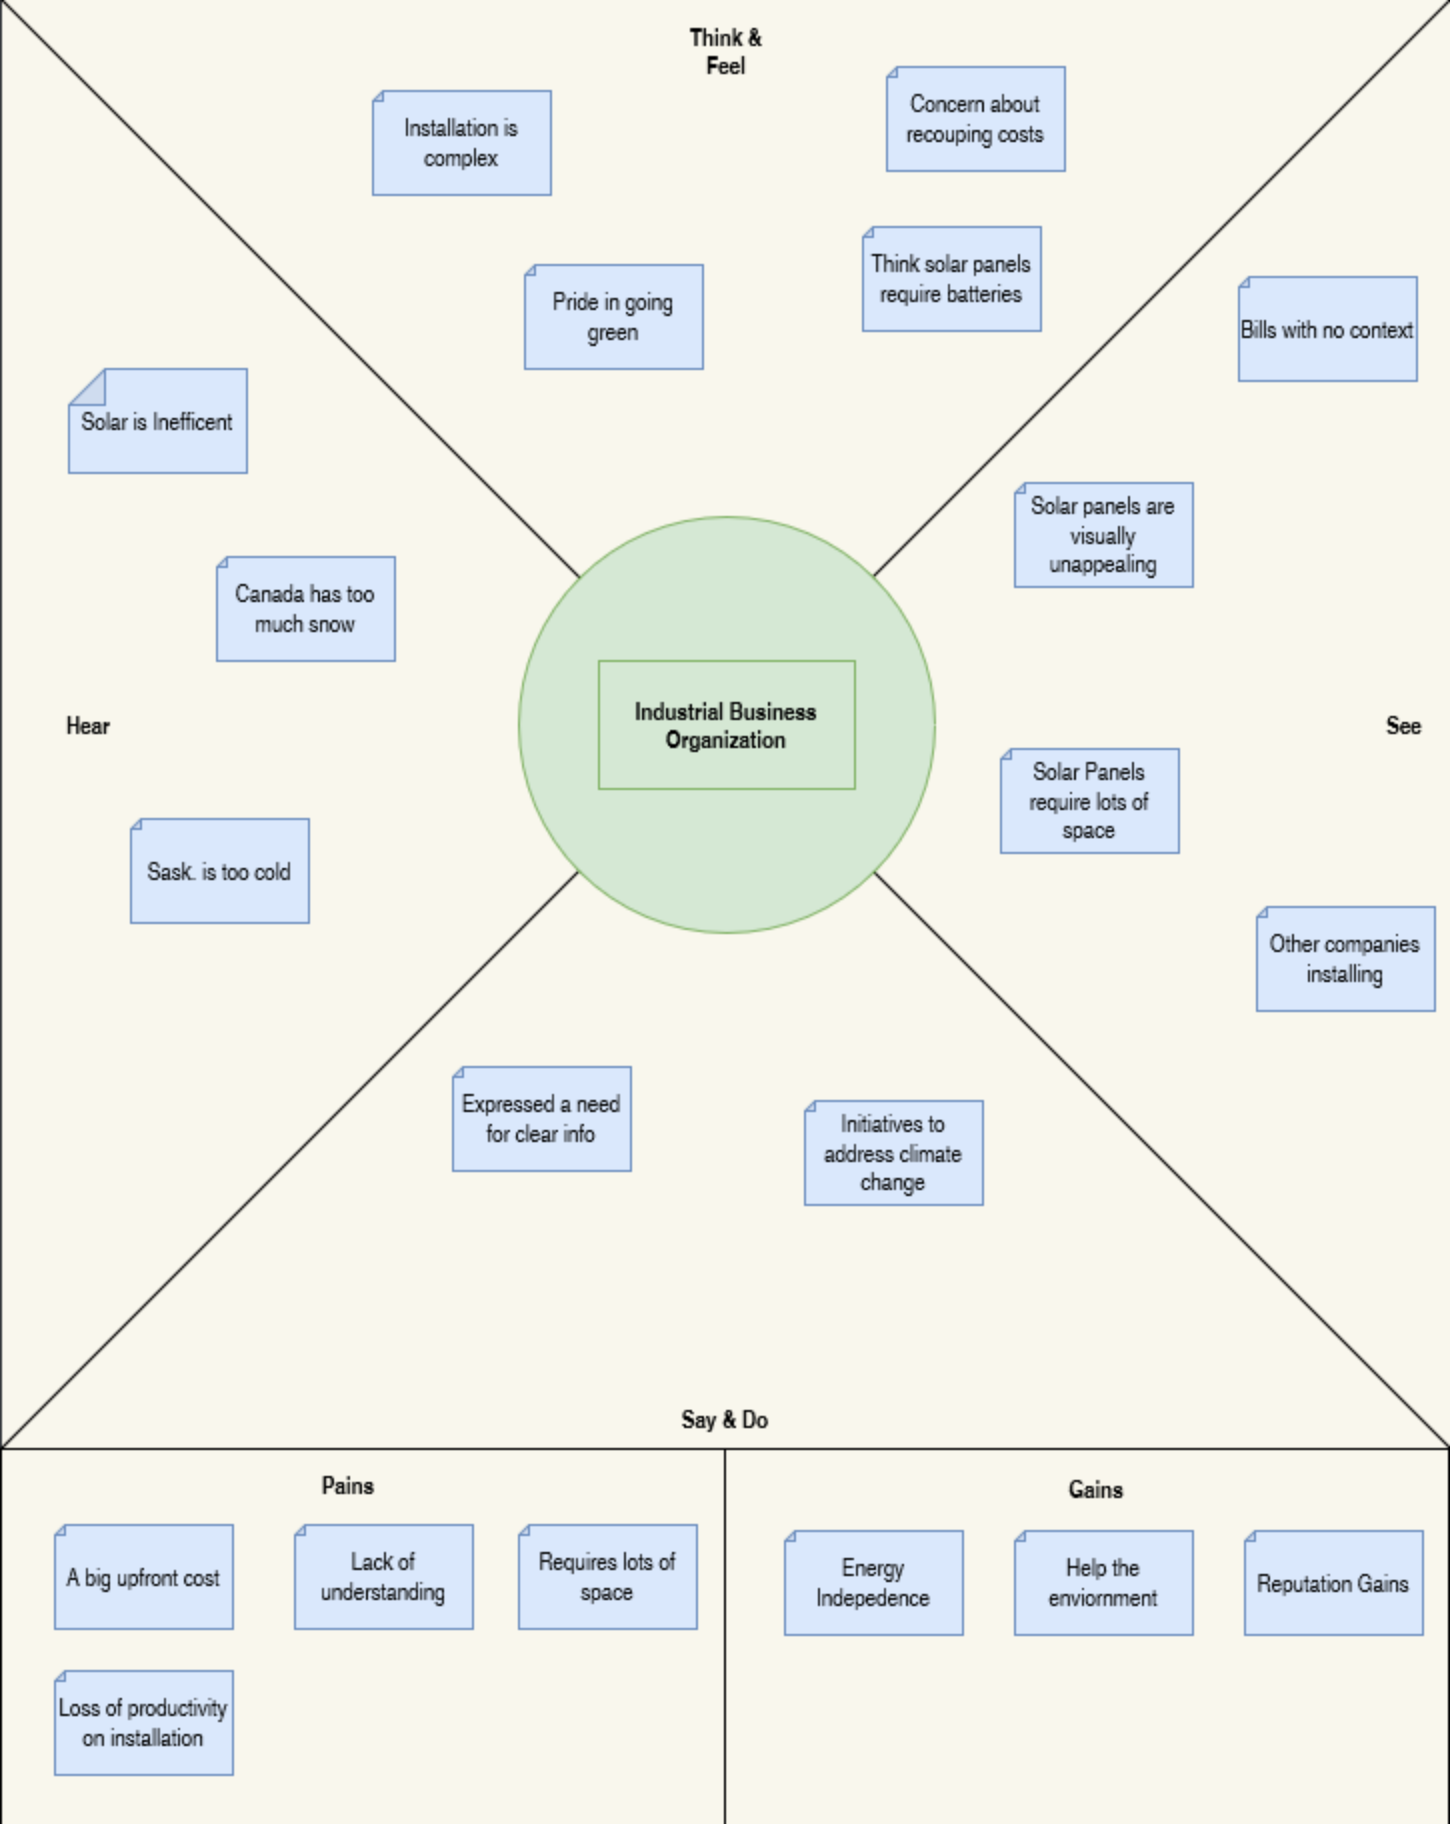 Think &
Feel
Installation is
complex
Concern about
recouping costs
Pride in going
green
Think solar panels
require batteries
Bills with no context
Solar is Inefficent
Solar panels are
visually
unappealing
Canada has too
much snow
Industrial Business
Organization
Hear
See
Solar Panels
require lots of
space
Sask. is too cold
Other companies
installing
Expressed a need
for clear info
Initiatives to
address climate
change
Say & Do
Pains
A big upfront cost
Lack of
understanding
Requires lots of
space
Loss of productivity
on installation
Gains
Energy
Indepedence
Help the
enviornment
Reputation Gains